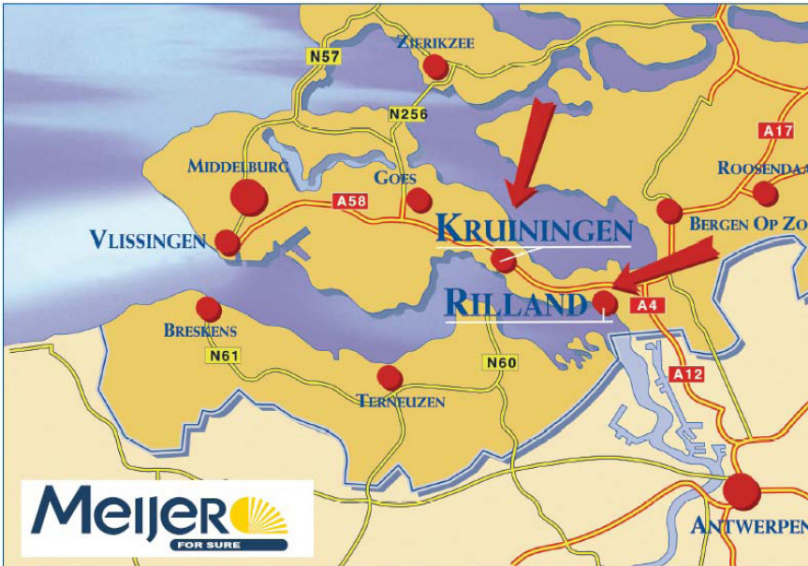 ZIERIKZEE
N57
N256
A17
MIDDELBURG
GOES
ROOSENDAA
A58
VLISSINGEN
KRUININGEN
BERGEN OP ZO
RILLAND
A4
BRESKENS
N61
N60
A12
TERNEUZEN
MEIJER
FOR SURE
ANTWERPEN